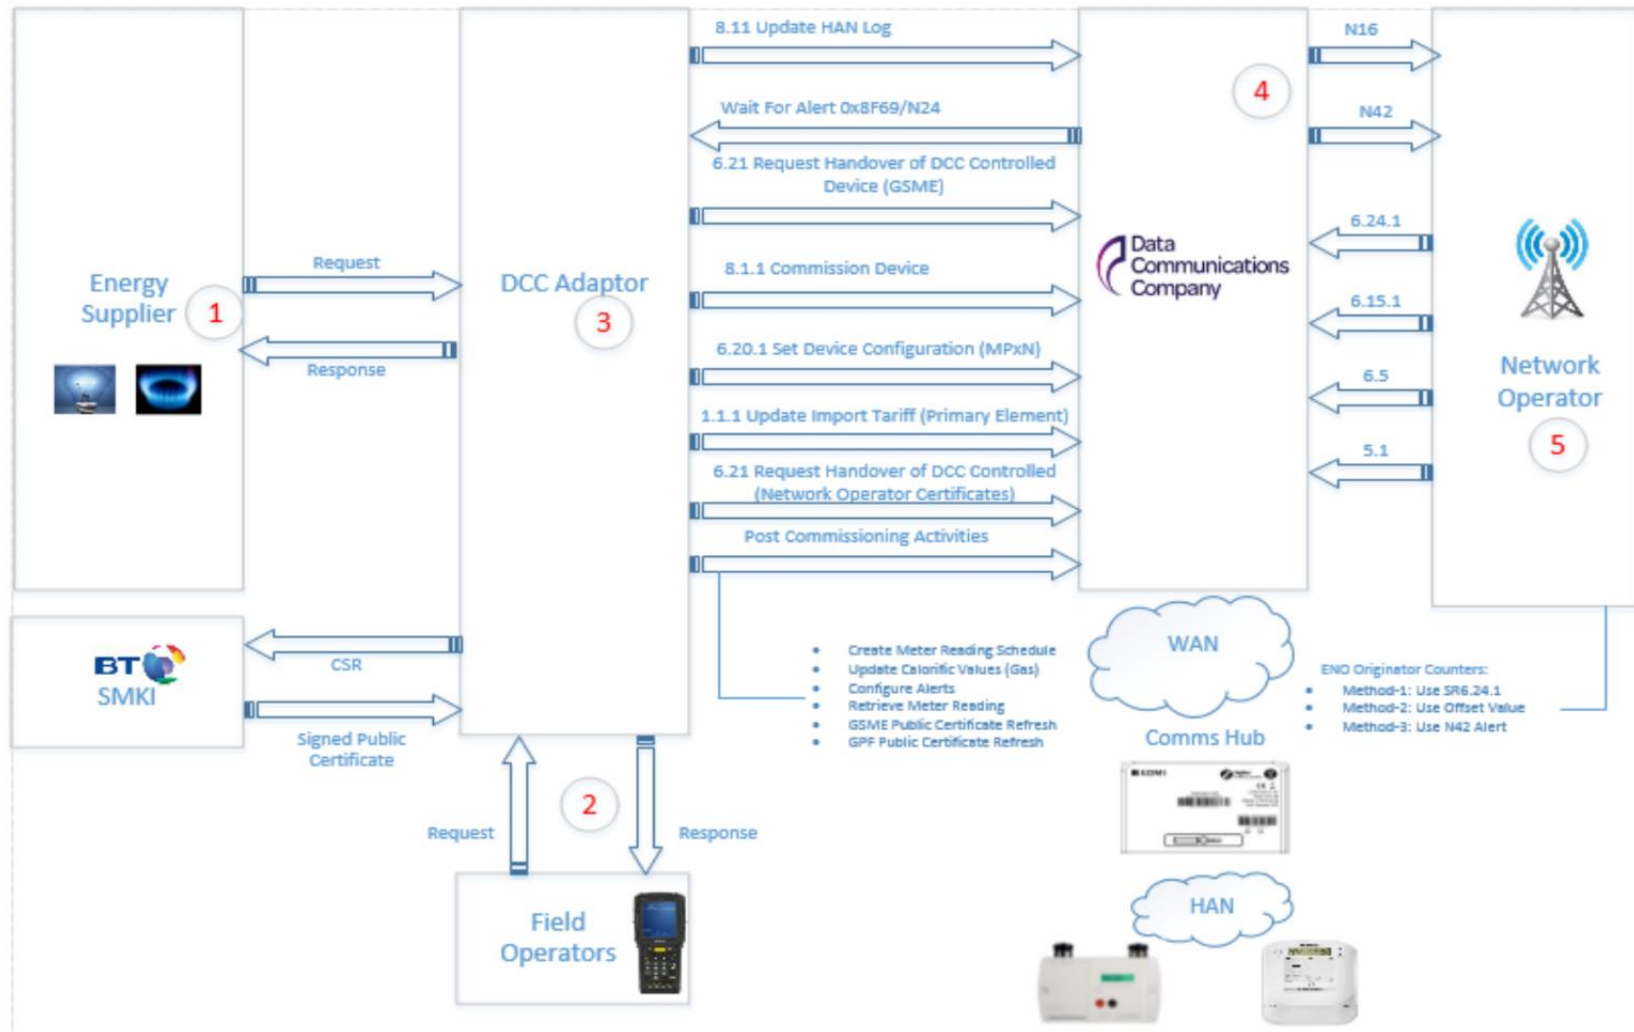 8.11 Update HAN Log
N16
4
Wait For Alert 0x8F69/N24
N42
6.21 Request Handover of DCC Controlled
Device (GSME)
6.24.1
Data
Communications
Company
Energy
Supplier
1
Request
DCC Adaptor
3
8.1.1 Commission Device
6.15.1
Response
6.20.1 Set Device Configuration (MPxN)
6.5
Network
Operator
5
1.1.1 Update Import Tariff (Primary Element)
5.1
6.21 Request Handover of DCC Controlled
(Network Operator Certificates)
Post Commissioning Activities
BT
SMKI
CSR
Signed Public
Certificate
• Create Meter Reading Schedule
• Update Calorific Values (Gas)
• Configure Alerts
• Retrieve Meter Reading
• GSME Public Certificate Refresh
• GPF Public Certificate Refresh
WAN
ENO Originator Counters:
• Method-1: Use SR6.24.1
• Method-2: Use Offset Value
• Method-3: Use N42 Alert
Comms Hub
EDMI
2
Request
Response
Field
Operators
HAN